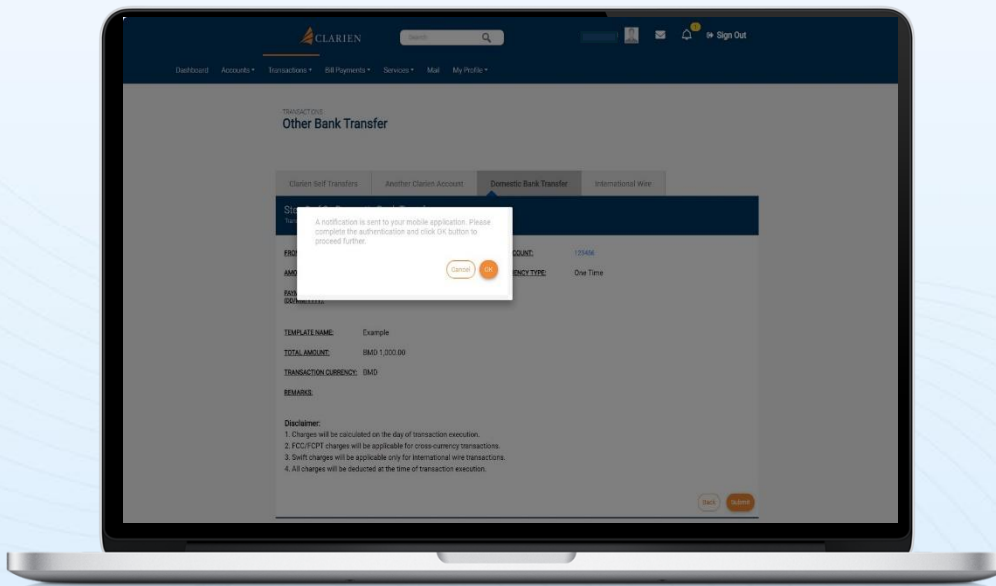 CLARIEN
Search
1
Sign Out
Dashboard Accounts Transactions Bill Payments Services Mail My Profile
TRANSACTIONS
Other Bank Transfer
Clarien Self Transfers Another Clarien Account Domestic Bank Transfer International Wire
A notification is sent to your mobile application. Please
complete the authentication and click OK button to
proceed further.
Cancel OK
123456
One Time
TEMPLATE NAME: Example
TOTAL AMOUNT: BMD 1,000.00
TRANSACTION CURRENCY: BMD
REMARKS:
Disclaimer:
1. Charges will be calculated on the day of transaction execution.
2. FCC/FCPT charges will be applicable for cross-currency transactions.
3. Swift charges will be applicable only for international wire transactions.
4. All charges will be deducted at the time of transaction execution.
Back Submit